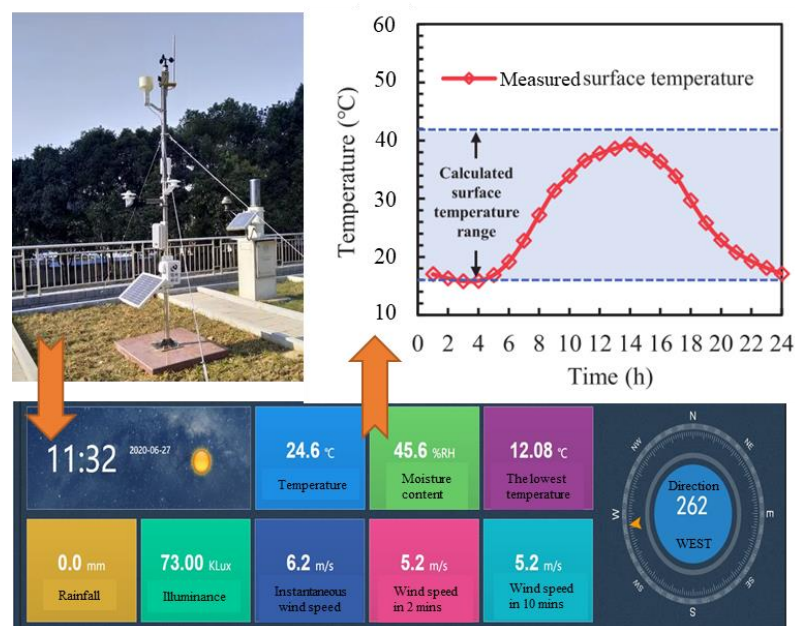 60
50
40
30
20
10
Temperature (℃)
Measured surface temperature
Calculated
surface
temperature
range
0 2 4 6 8 10 12 14 16 18 20 22 24
Time (h)
11:32 2020-06-27
24.6 ℃
Temperature
45.6 %RH
Moisture
content
12.08 ℃
The lowest
temperature
0.0 mm
Rainfall
73.00 KLux
Illuminance
6.2 m/s
Instantaneous
wind speed
5.2 m/s
Wind speed
in 2 mins
5.2 m/s
Wind speed
in 10 mins
N
NW
NE
W
E
SW
SE
S
Direction
262
WEST